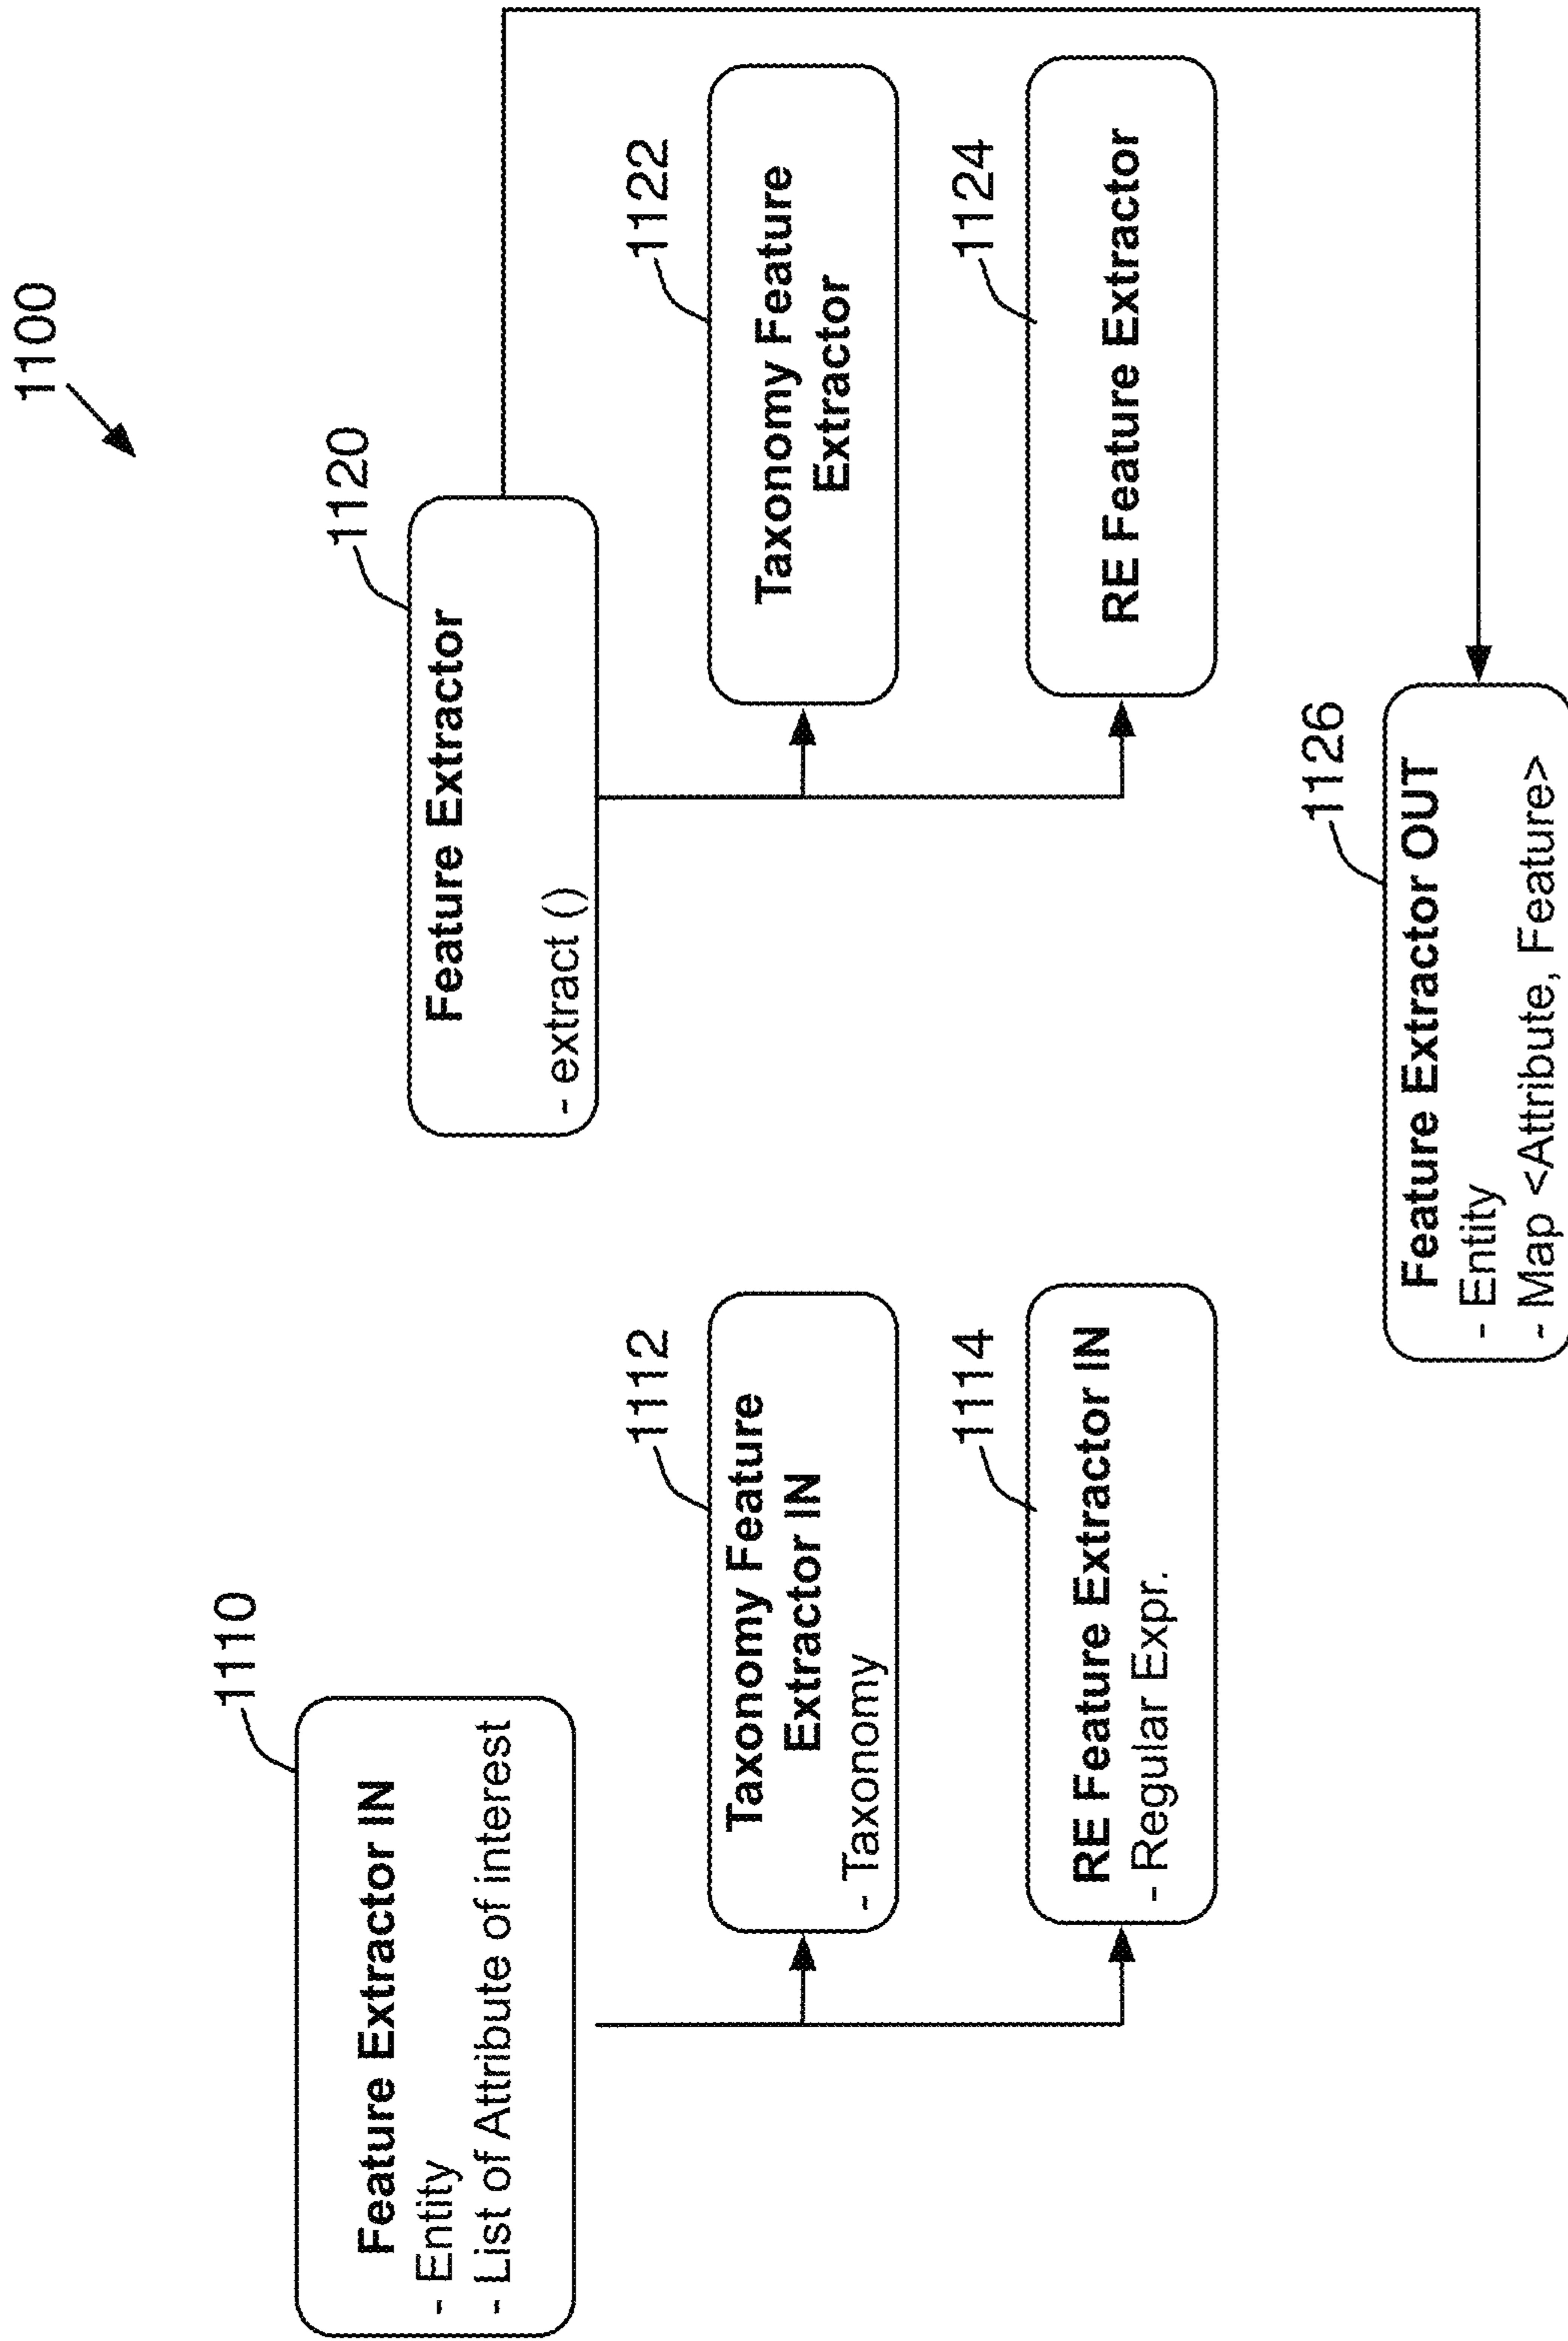 1100
1110
Feature Extractor IN
- Entity
- List of Attribute of interest
1112
Taxonomy Feature
Extractor IN
- Taxonomy
1114
RE Feature Extractor IN
- Regular Expr.
1120
Feature Extractor
- extract ()
1122
Taxonomy Feature
Extractor
1124
RE Feature Extractor
1126
Feature Extractor OUT
- Entity
- Map <Attribute, Feature>